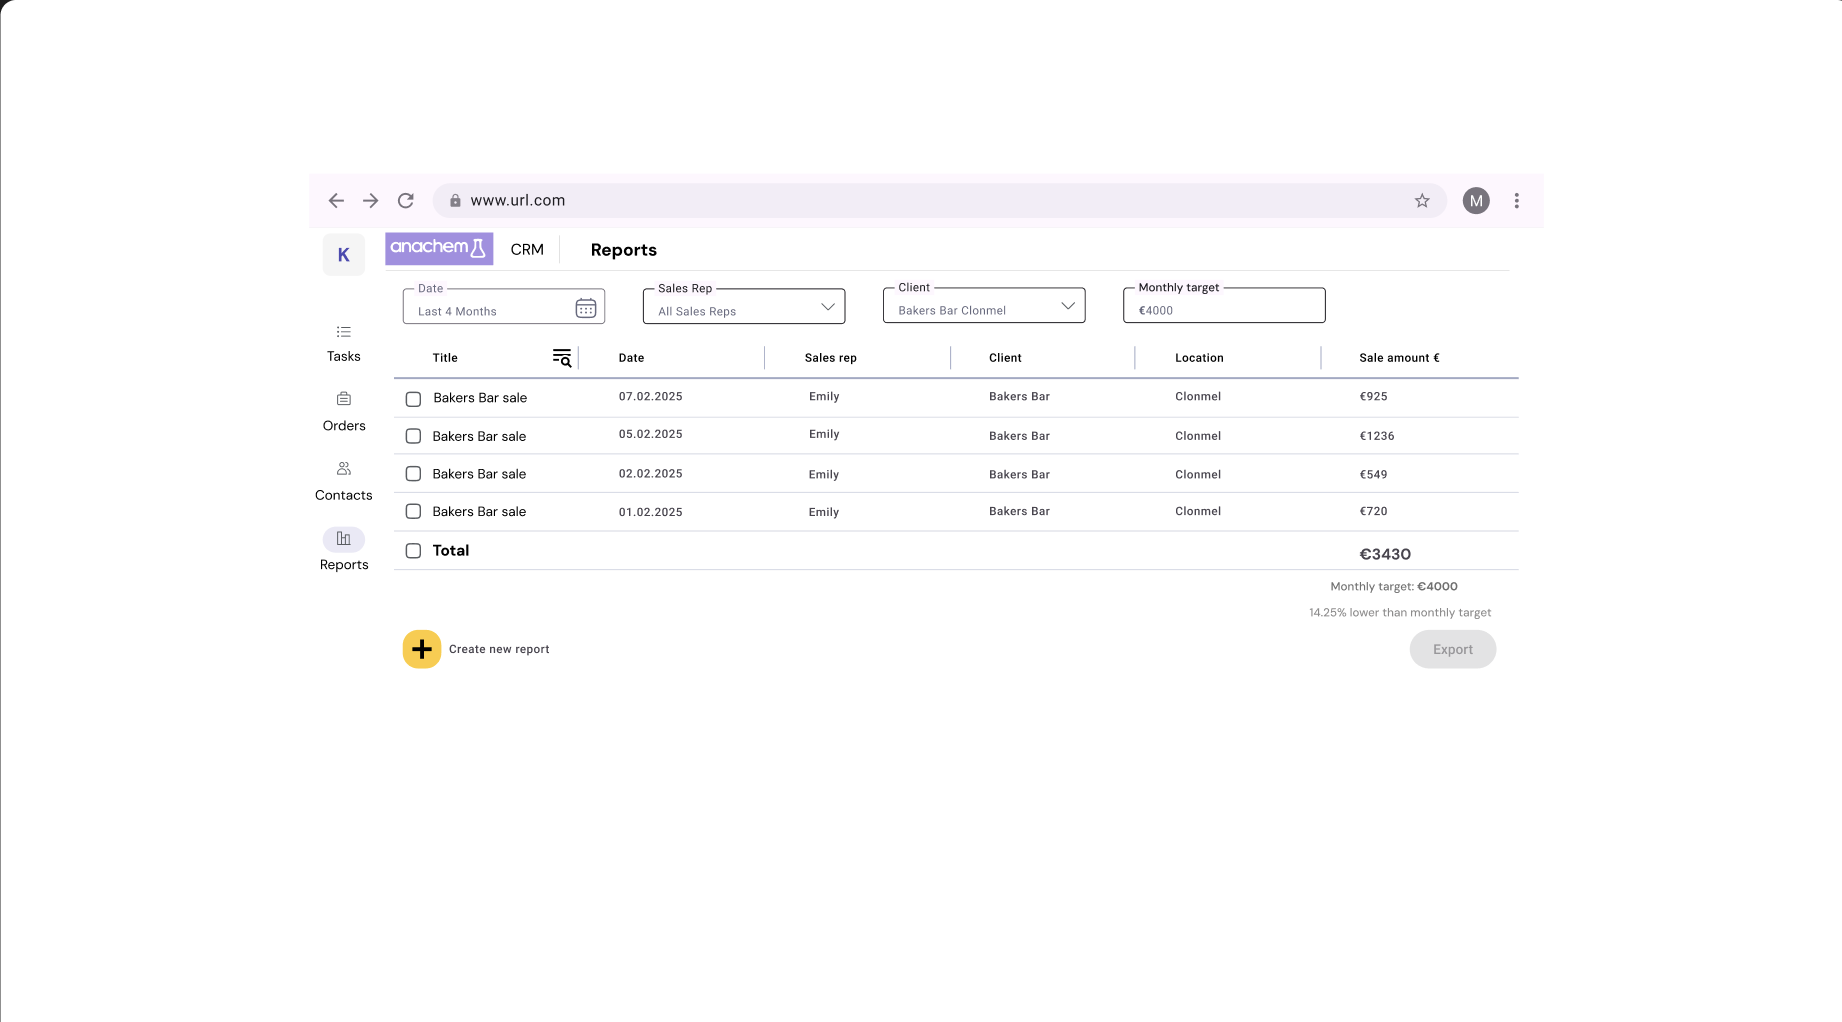 www.url.com
M
K
anachem
CRM
Reports
Date
Last 4 Months
Sales Rep
All Sales Reps
Client
Bakers Bar Clonmel
Monthly target
€4000
Tasks
Orders
Contacts
Reports
Title Date Sales rep Client Location Sale amount €
Bakers Bar sale 07.02.2025 Emily Bakers Bar Clonmel €925
Bakers Bar sale 05.02.2025 Emily Bakers Bar Clonmel €1236
Bakers Bar sale 02.02.2025 Emily Bakers Bar Clonmel €549
Bakers Bar sale 01.02.2025 Emily Bakers Bar Clonmel €720
Total €3430
Monthly target: €4000
14.25% lower than monthly target
Create new report
Export